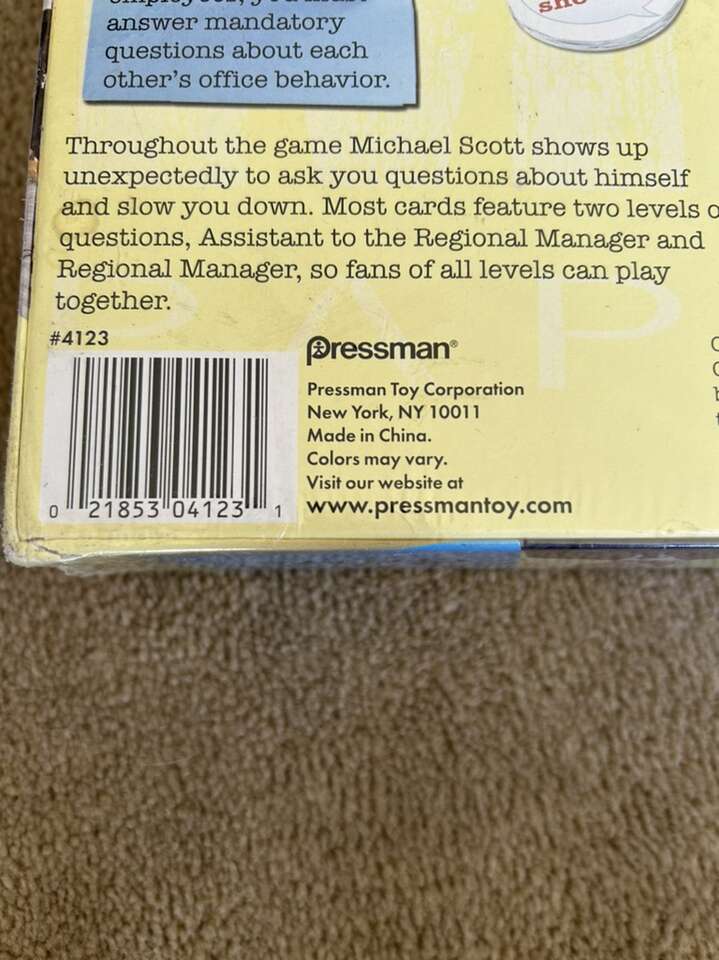 answer mandatory
questions about each
other's office behavior.
Throughout the game Michael Scott shows up
unexpectedly to ask you questions about himself
and slow you down. Most cards feature two levels
questions, Assistant to the Regional Manager and
Regional Manager, so fans of all levels can play
together.
#4123
Pressman®
Pressman Toy Corporation
New York, NY 10011
Made in China.
Colors may vary.
Visit our website at
www.pressmantoy.com
0 21853 04123 1